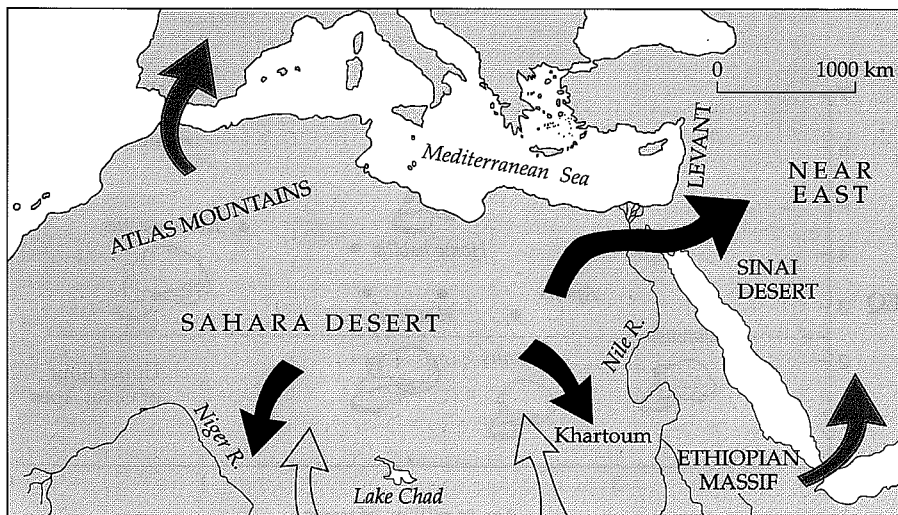 0 1000 km
LEVANT
Mediterranean Sea
NEAR
EAST
ATLAS MOUNTAINS
SINAI
DESERT
SAHARA DESERT
Nile R.
Niger R.
Khartoum
ETHIOPIAN
MASSIF
Lake Chad